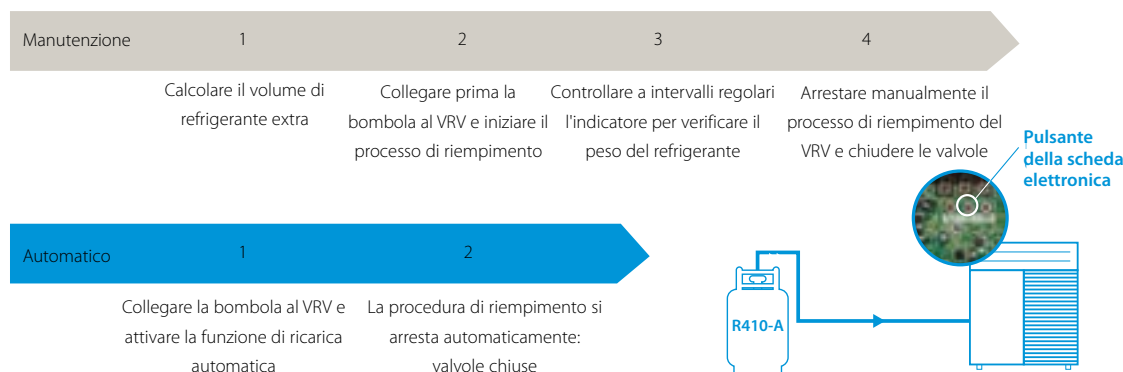 Manutenzione 1 2 3 4
Calcolare il volume di
refrigerante extra
Collegare prima la
bombola al VRV e iniziare il
processo di riempimento
Controllare a intervalli regolari
l'indicatore per verificare il
peso del refrigerante
Arrestare manualmente il
processo di riempimento del
VRV e chiudere le valvole
Pulsante
della scheda
elettronica
Automatico 1 2
Collegare la bombola al VRV e
attivare la funzione di ricarica
automatica
La procedura di riempimento si
arresta automaticamente:
valvole chiuse
R410-A